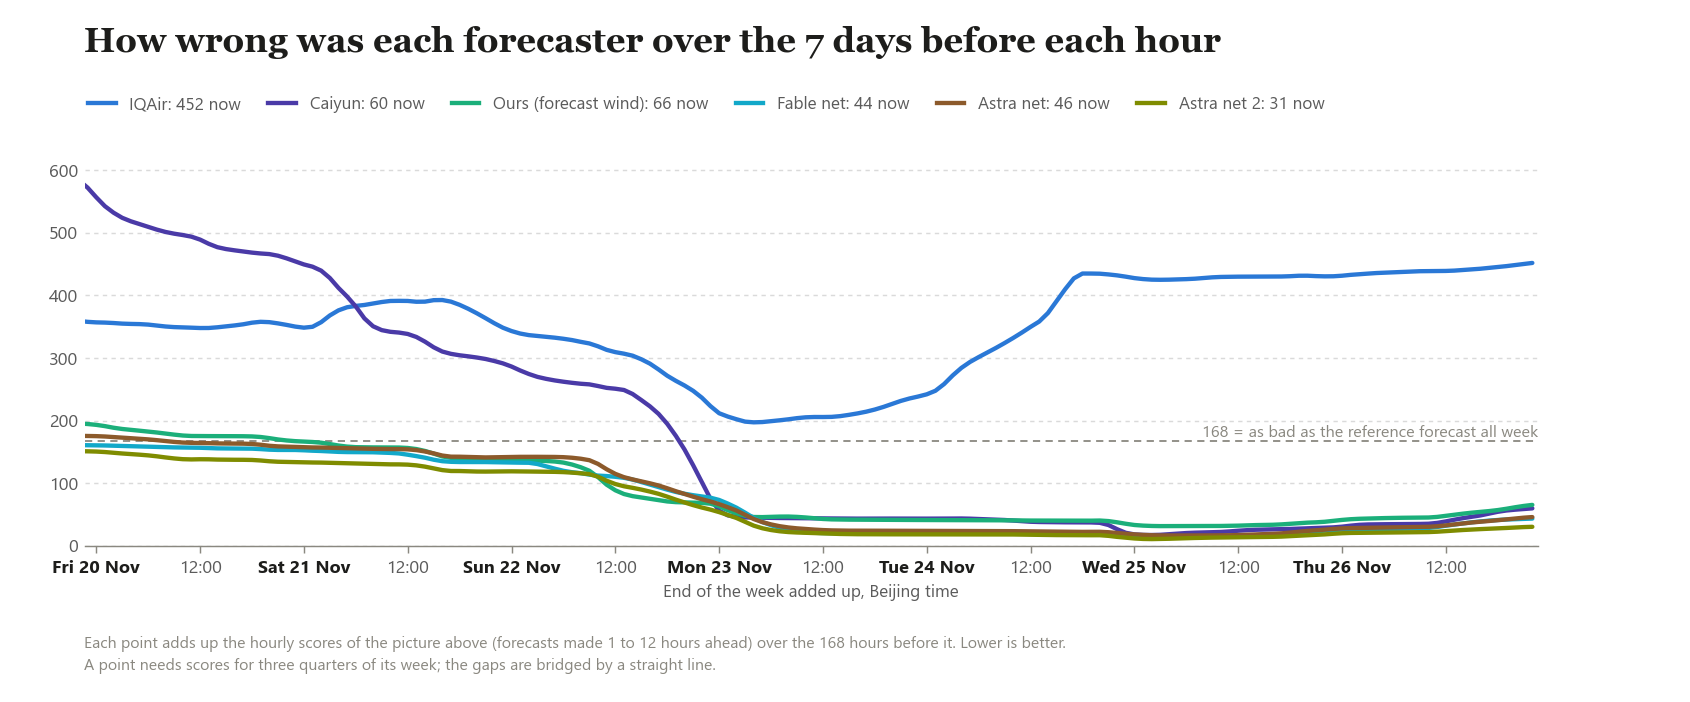 How wrong was each forecaster over the 7 days before each hour
IQAir: 452 now Caiyun: 60 now Ours (forecast wind): 66 now Fable net: 44 now Astra net: 46 now Astra net 2: 31 now
600
500
400
300
200
168 = as bad as the reference forecast all week
100
0
Fri 20 Nov 12:00 Sat 21 Nov 12:00 Sun 22 Nov 12:00 Mon 23 Nov 12:00 Tue 24 Nov 12:00 Wed 25 Nov 12:00 Thu 26 Nov 12:00
End of the week added up, Beijing time
Each point adds up the hourly scores of the picture above (forecasts made 1 to 12 hours ahead) over the 168 hours before it. Lower is better.
A point needs scores for three quarters of its week; the gaps are bridged by a straight line.